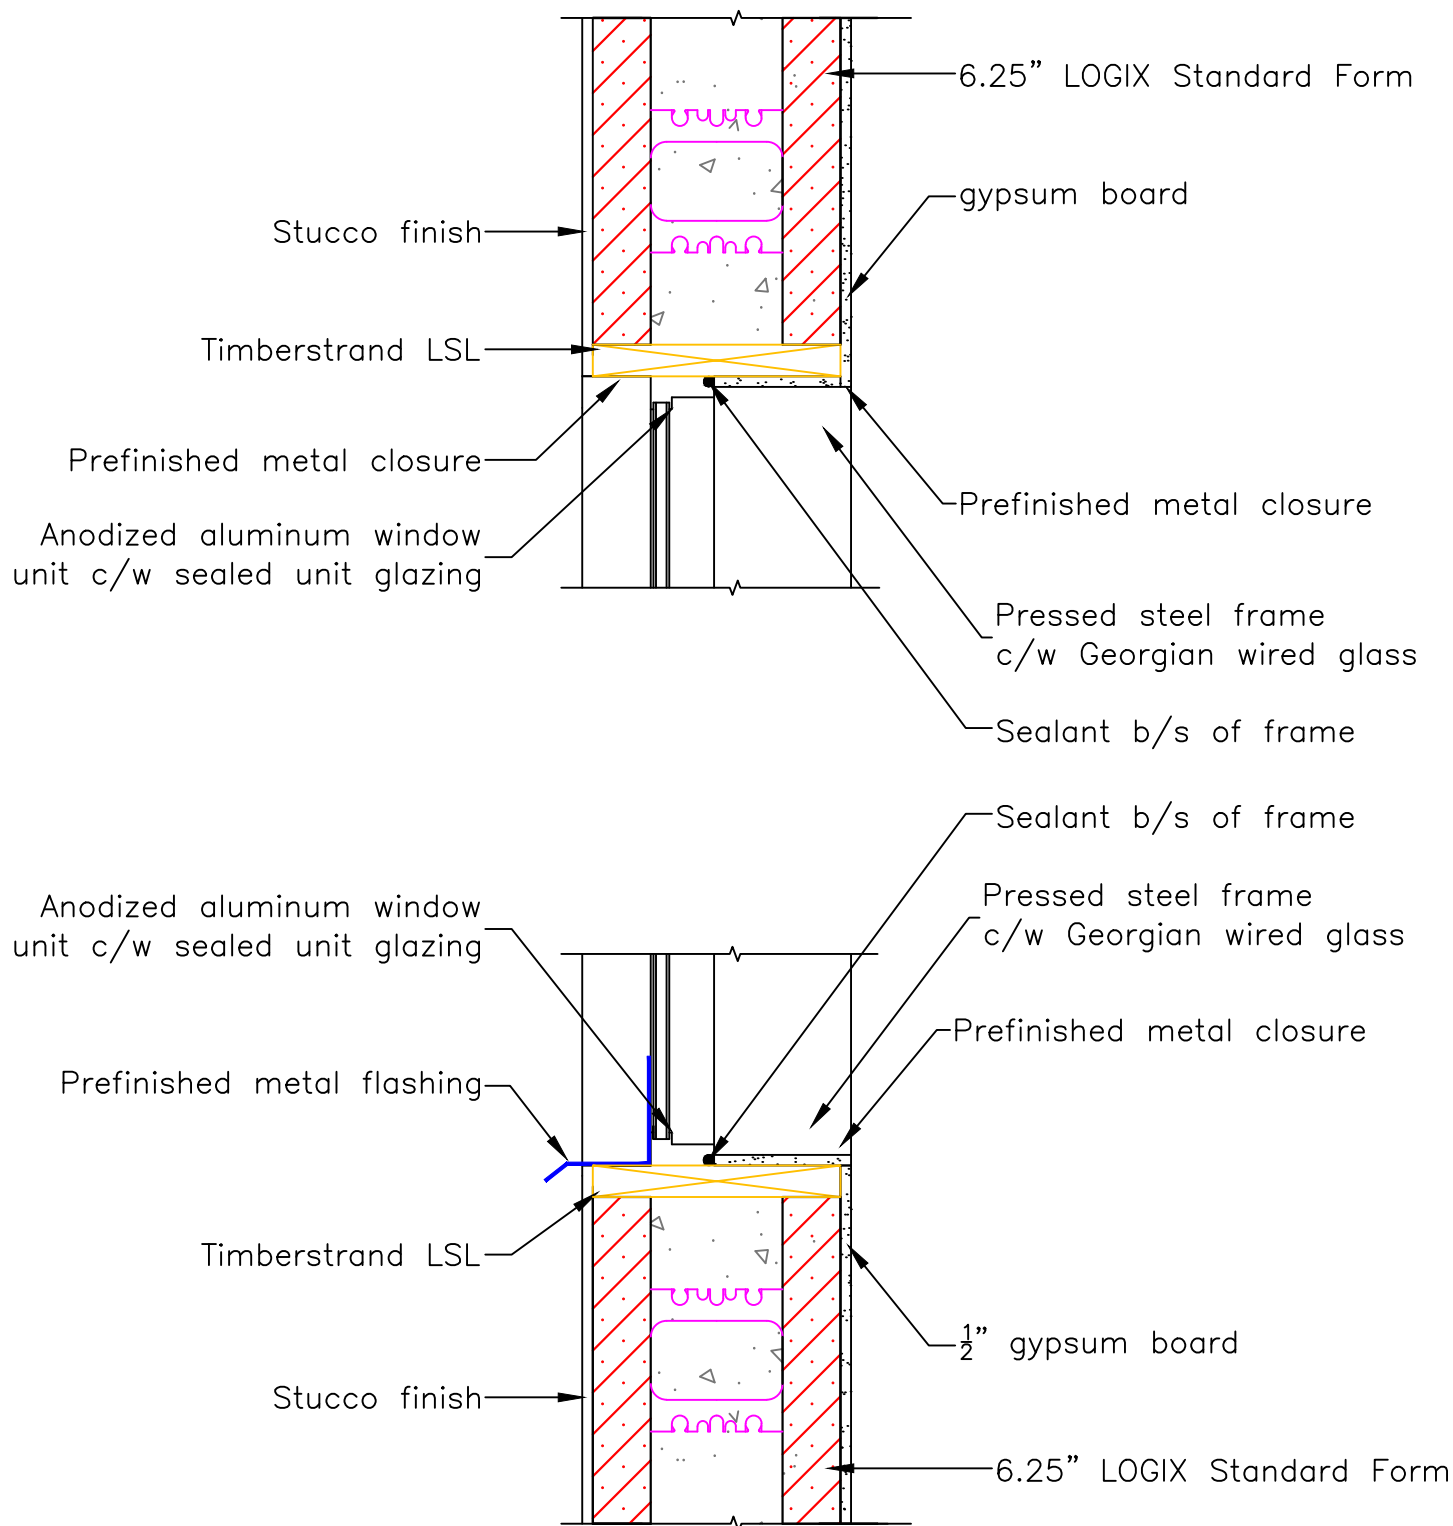 6.25” LOGIX Standard Form
gypsum board
Stucco finish
Timberstrand LSL
Prefinished metal closure
Prefinished metal closure
Anodized aluminum window
unit c/w sealed unit glazing
Pressed steel frame
c/w Georgian wired glass
Sealant b/s of frame
Sealant b/s of frame
Anodized aluminum window
unit c/w sealed unit glazing
Pressed steel frame
c/w Georgian wired glass
Prefinished metal closure
Prefinished metal flashing
Timberstrand LSL
½” gypsum board
Stucco finish
6.25” LOGIX Standard Form